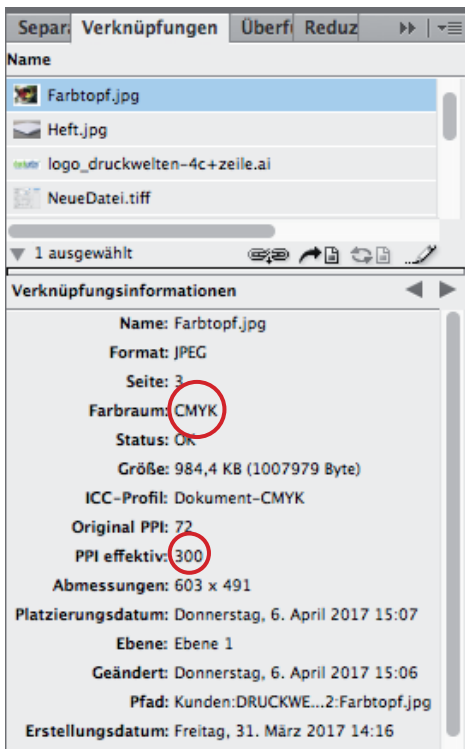 Separ Verknüpfungen Überf Reduz
Name
Farbtopf.jpg
Heft.jpg
logo_druckwelten-4c+zeile.ai
NeueDatei.tiff
1 ausgewählt
Verknüpfungsinformationen
Name: Farbtopf.jpg
Format: JPEG
Seite: 3
Farbraum: CMYK
Status: OK
Größe: 984,4 KB (1007979 Byte)
ICC-Profil: Dokument-CMYK
Original PPI: 72
PPI effektiv: 300
Abmessungen: 603 x 491
Platzierungsdatum: Donnerstag, 6. April 2017 15:07
Ebene: Ebene 1
Geändert: Donnerstag, 6. April 2017 15:06
Pfad: Kunden:DRUCKWE...2:Farbtopf.jpg
Erstellungsdatum: Freitag, 31. März 2017 14:16